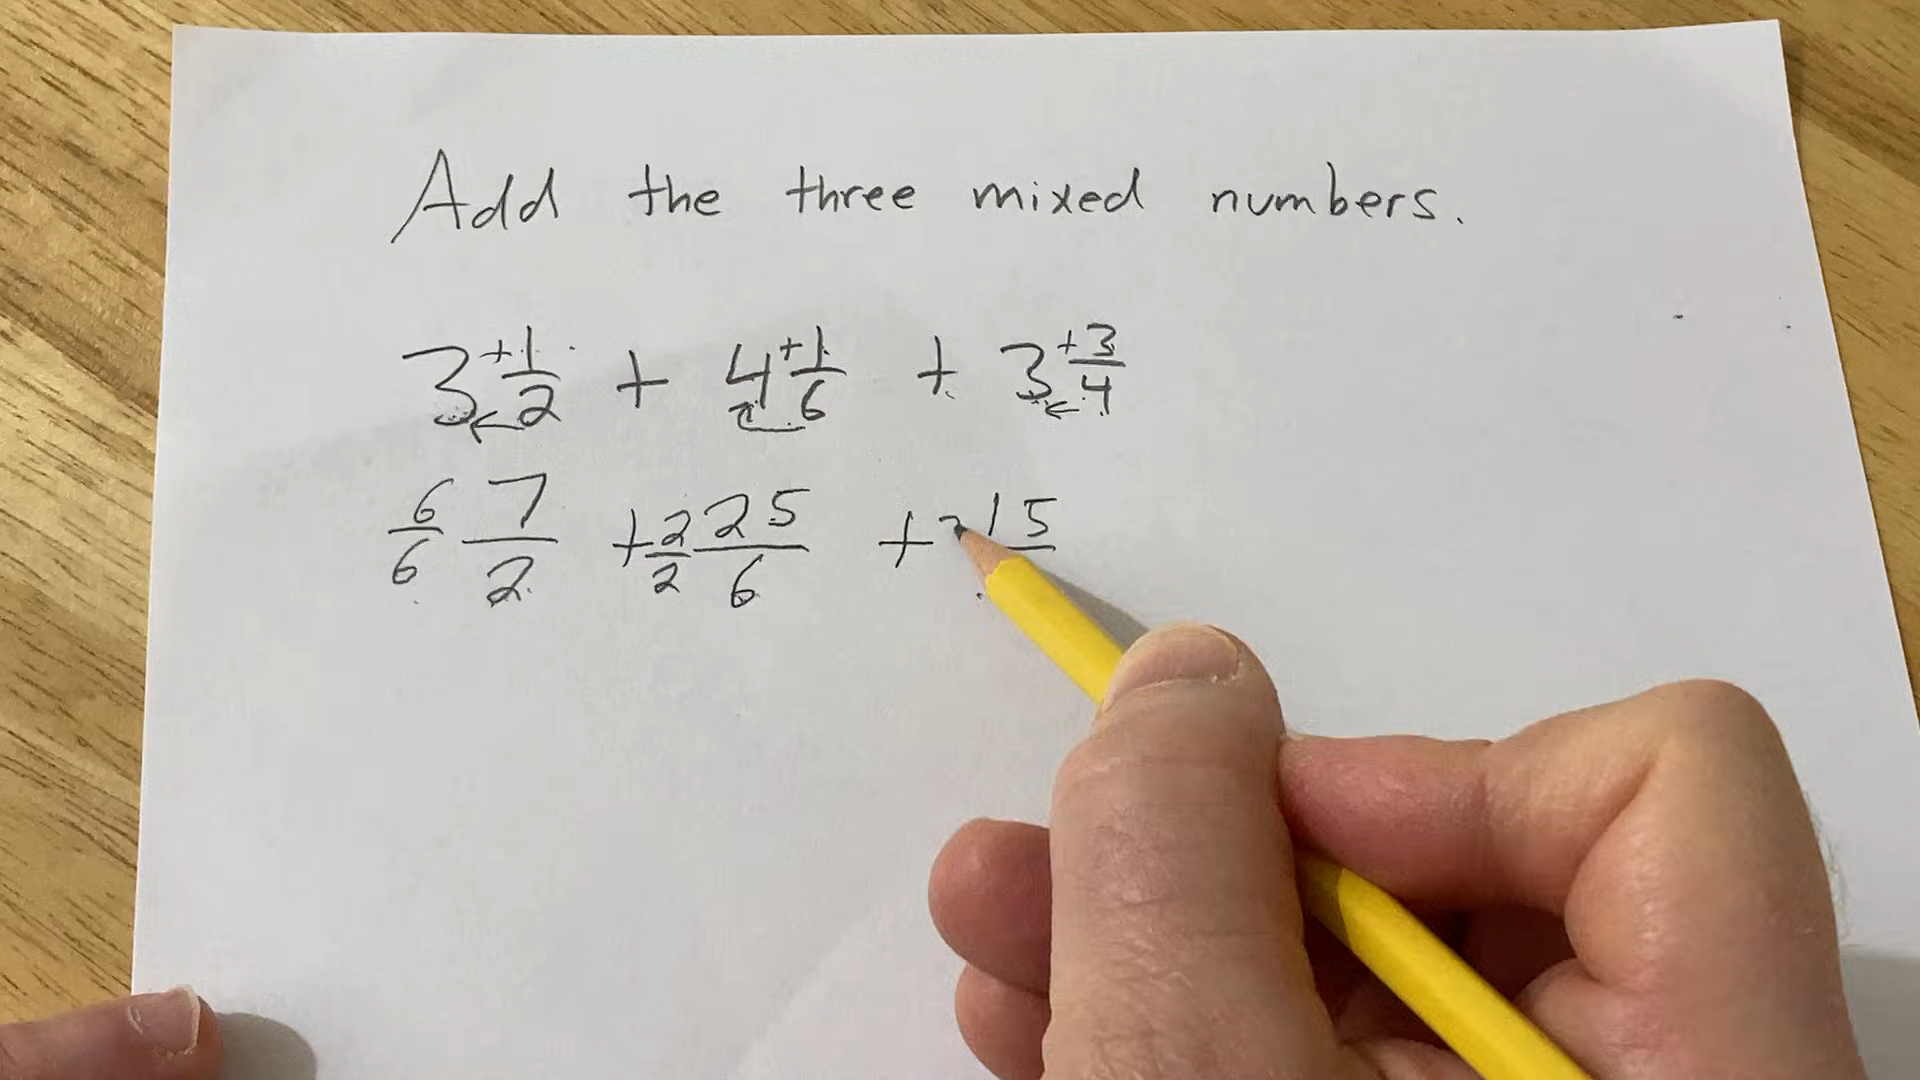 Add the three mixed numbers.
3 + 1/2 + 4 + 1/6 + 3 + 3/4
6/6 7/2 + 2/2 25/6 + 15